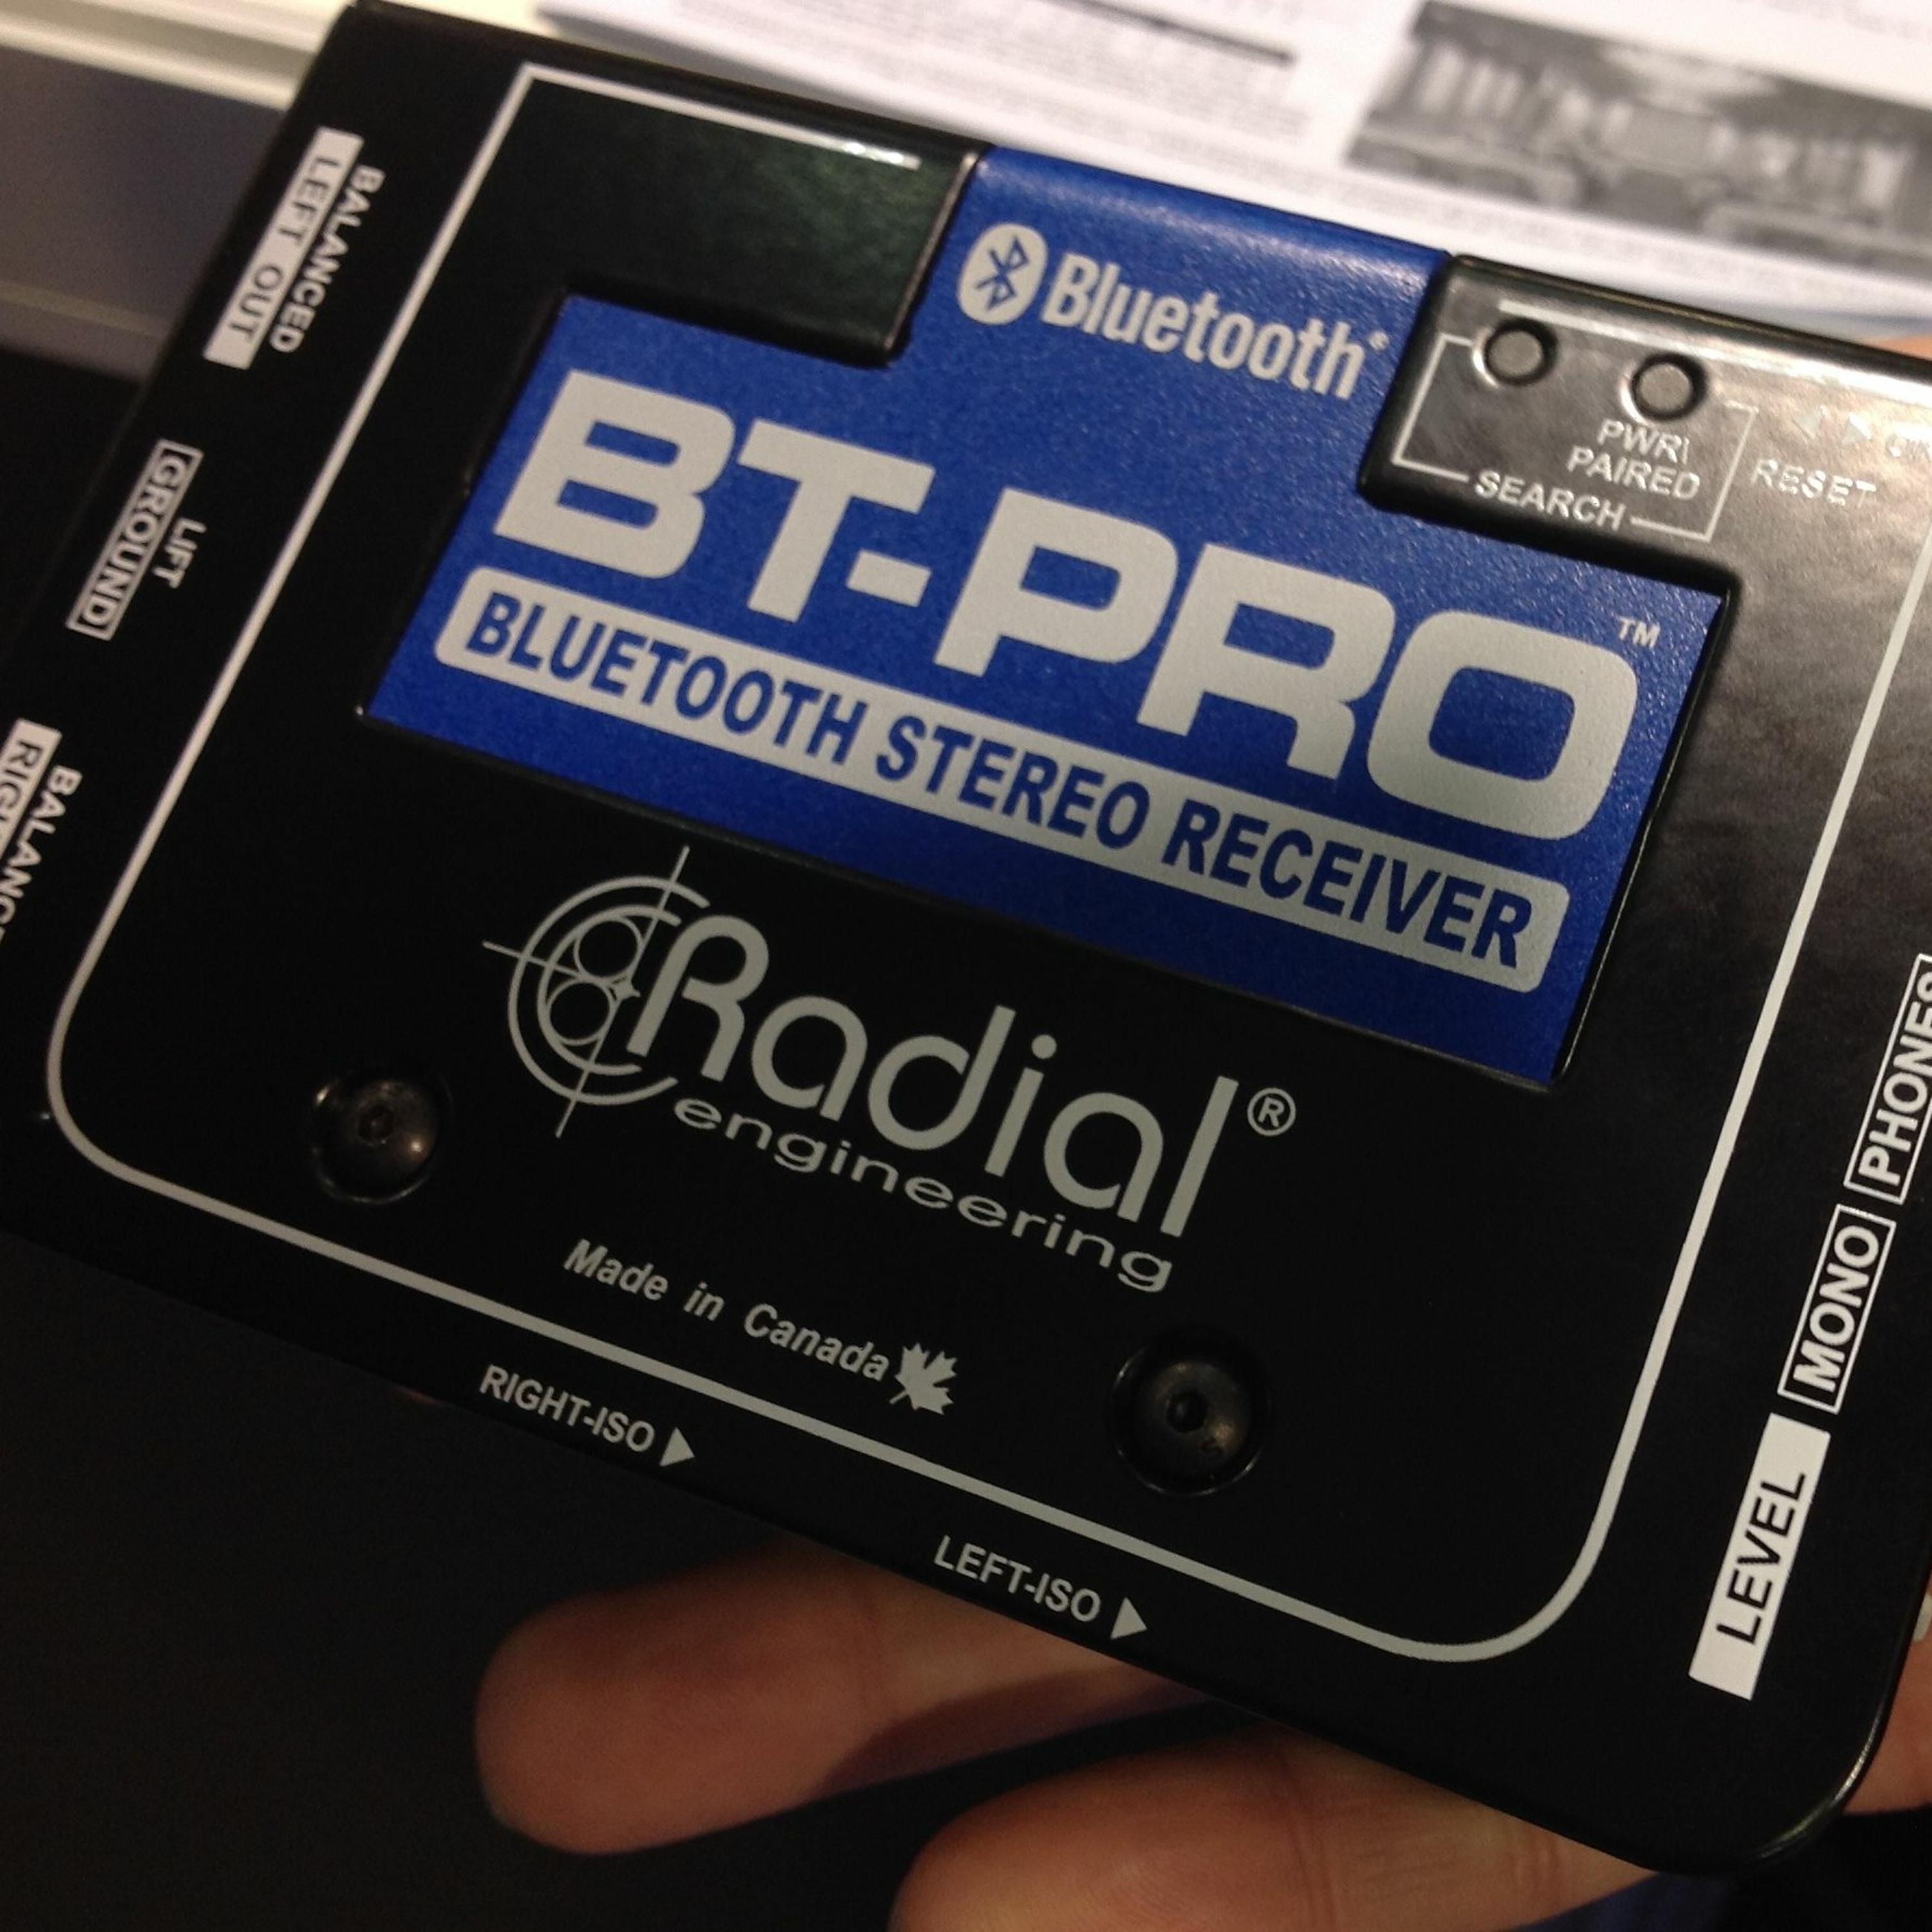 Bluetooth®
BT-PRO™
BLUETOOTH STEREO RECEIVER
PWR\
PAIRED
SEARCH
RESET
BALANCED
LEFT OUT
LIFT
GROUND
Radial®
engineering
Made in Canada
RIGHT-ISO ▶
LEFT-ISO ▶
PHONES
MONO
LEVEL